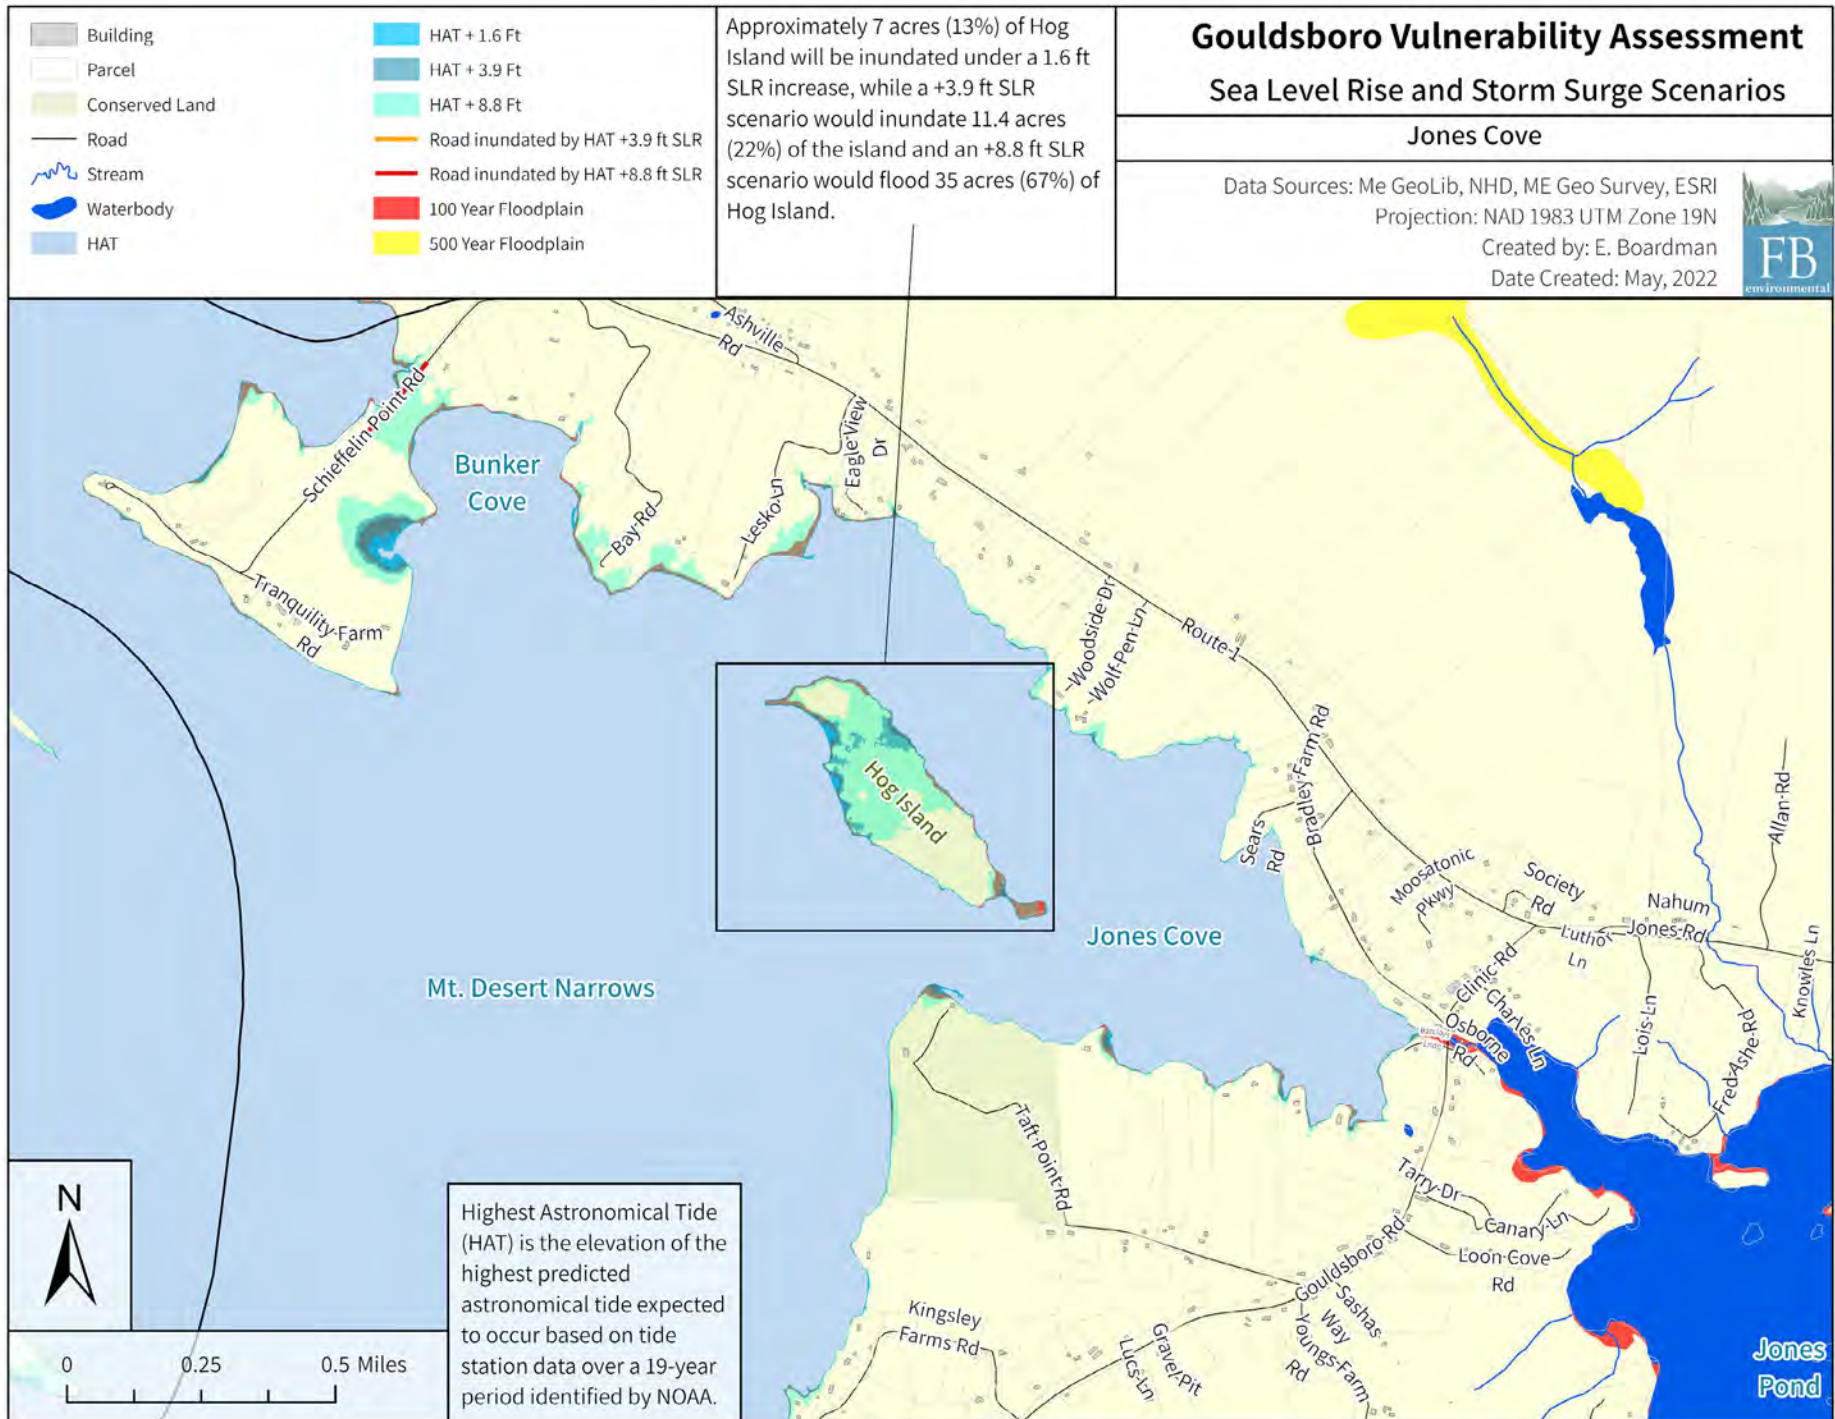 Building
Parcel
Conserved Land
Road
Stream
Waterbody
HAT
HAT + 1.6 Ft
HAT + 3.9 Ft
HAT + 8.8 Ft
Road inundated by HAT +3.9 ft SLR
Road inundated by HAT +8.8 ft SLR
100 Year Floodplain
500 Year Floodplain
Approximately 7 acres (13%) of Hog
Island will be inundated under a 1.6 ft
SLR increase, while a +3.9 ft SLR
scenario would inundate 11.4 acres
(22%) of the island and an +8.8 ft SLR
scenario would flood 35 acres (67%) of
Hog Island.
Gouldsboro Vulnerability Assessment
Sea Level Rise and Storm Surge Scenarios
Jones Cove
Data Sources: Me GeoLib, NHD, ME Geo Survey, ESRI
Projection: NAD 1983 UTM Zone 19N
Created by: E. Boardman
Date Created: May, 2022
FB
environmental
Ashville
Rd
Schieffelin Point Rd
Bunker
Cove
Eagle View
Dr
Lesko Ln
Bay Rd
Tranquility Farm
Rd
Woodside Dr
Wolf Pen Ln
Route 1
Hog Island
Bradley Farm Rd
Sears
Rd
Allan Rd
Moosatonic
Pkwy
Society
Rd
Nahum
Jones Rd
Lutho
Ln
Knowles Ln
Jones Cove
Mt. Desert Narrows
Clinic Rd
Charles Ln
Osborne
Rd
Lois Ln
Fred Ashe Rd
Taft Point Rd
Tarry Dr
Canary Ln
Loon Cove
Rd
Gouldsboro Rd
Sashas
Way
Youngs Farm
Rd
Kingsley
Farms Rd
Gravel Pit
Lucs Ln
Jones
Pond
N
0 0.25 0.5 Miles
Highest Astronomical Tide
(HAT) is the elevation of the
highest predicted
astronomical tide expected
to occur based on tide
station data over a 19-year
period identified by NOAA.